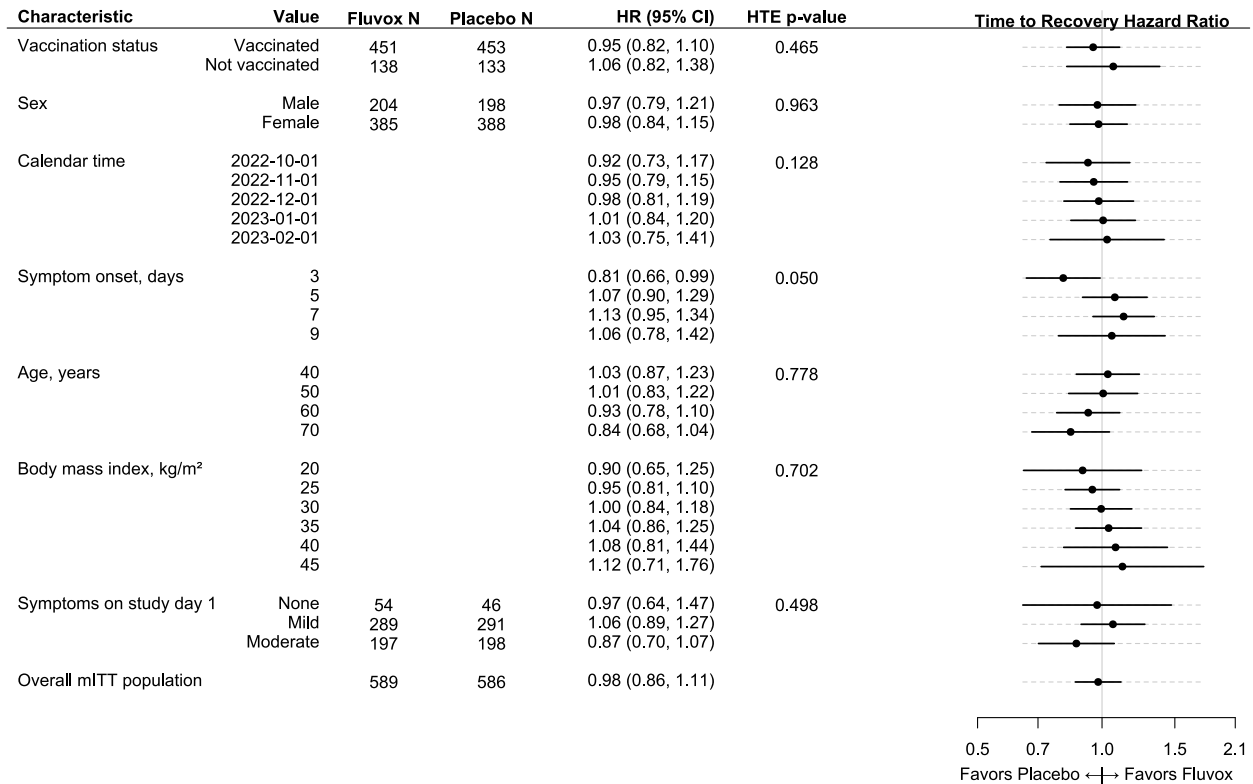 Characteristic Value Fluvox N Placebo N HR (95% CI) HTE p-value Time to Recovery Hazard Ratio
Vaccination status Vaccinated 451 453 0.95 (0.82, 1.10) 0.465
Not vaccinated 138 133 1.06 (0.82, 1.38)
Sex Male 204 198 0.97 (0.79, 1.21) 0.963
Female 385 388 0.98 (0.84, 1.15)
Calendar time 2022-10-01 0.92 (0.73, 1.17) 0.128
2022-11-01 0.95 (0.79, 1.15)
2022-12-01 0.98 (0.81, 1.19)
2023-01-01 1.01 (0.84, 1.20)
2023-02-01 1.03 (0.75, 1.41)
Symptom onset, days 3 0.81 (0.66, 0.99) 0.050
5 1.07 (0.90, 1.29)
7 1.13 (0.95, 1.34)
9 1.06 (0.78, 1.42)
Age, years 40 1.03 (0.87, 1.23) 0.778
50 1.01 (0.83, 1.22)
60 0.93 (0.78, 1.10)
70 0.84 (0.68, 1.04)
Body mass index, kg/m² 20 0.90 (0.65, 1.25) 0.702
25 0.95 (0.81, 1.10)
30 1.00 (0.84, 1.18)
35 1.04 (0.86, 1.25)
40 1.08 (0.81, 1.44)
45 1.12 (0.71, 1.76)
Symptoms on study day 1 None 54 46 0.97 (0.64, 1.47) 0.498
Mild 289 291 1.06 (0.89, 1.27)
Moderate 197 198 0.87 (0.70, 1.07)
Overall mITT population 589 586 0.98 (0.86, 1.11)
0.5 0.7 1.0 1.5 2.1
Favors Placebo ←→ Favors Fluvox